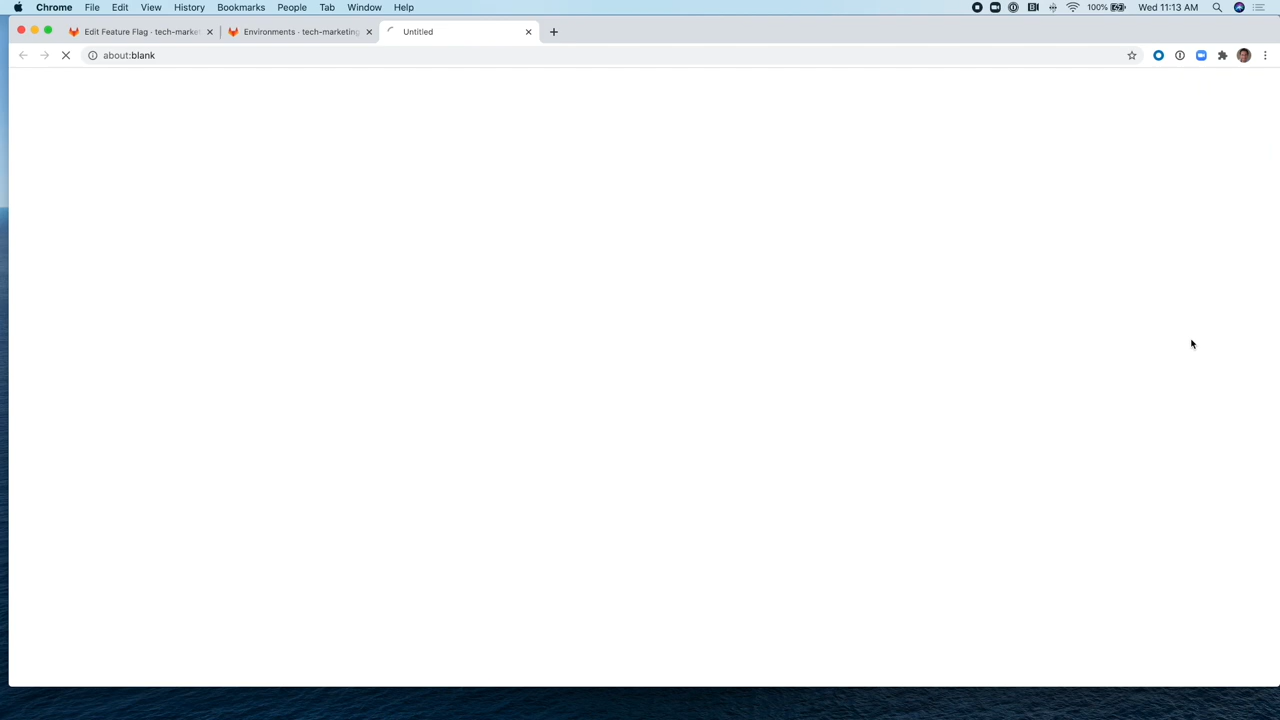 Chrome File Edit View History Bookmarks People Tab Window Help 100% Wed 11:13 AM
Edit Feature Flag · tech-market Environments · tech-marketing Untitled
about:blank